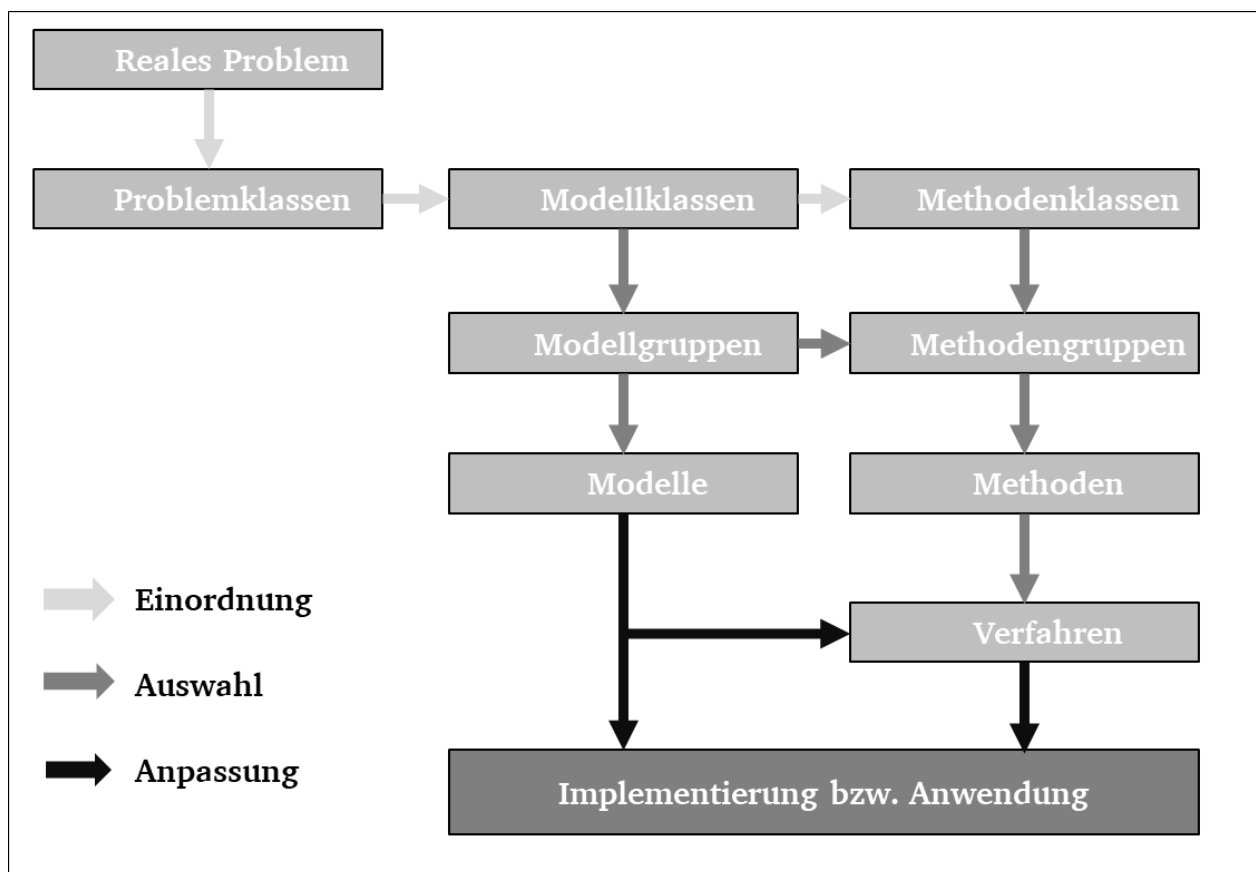 Reales Problem
Problemklassen
Modellklassen
Methodenklassen
Modellgruppen
Methodengruppen
Modelle
Methoden
Einordnung
Verfahren
Auswahl
Anpassung
Implementierung bzw. Anwendung